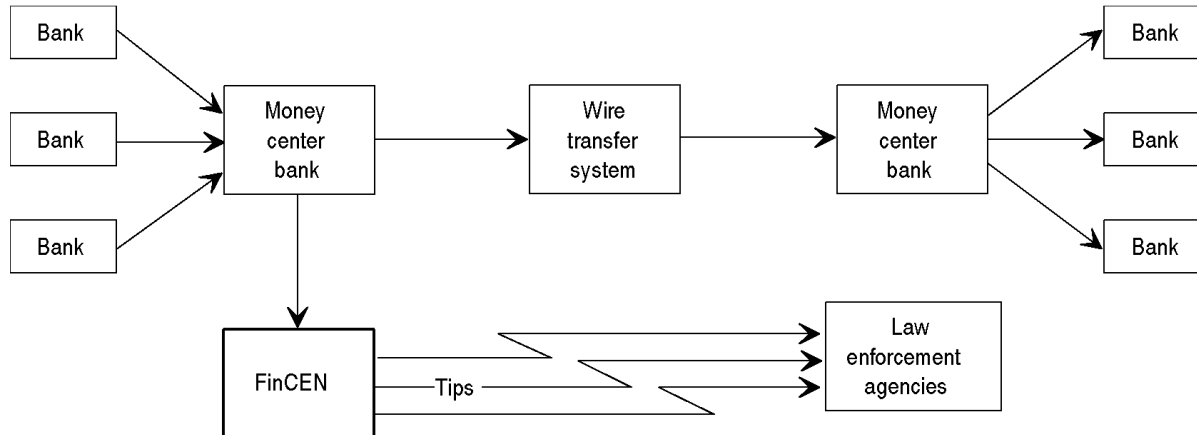 Bank
Bank
Bank
Money
center
bank
Wire
transfer
system
Money
center
bank
Bank
Bank
Bank
FinCEN
Tips
Law
enforcement
agencies